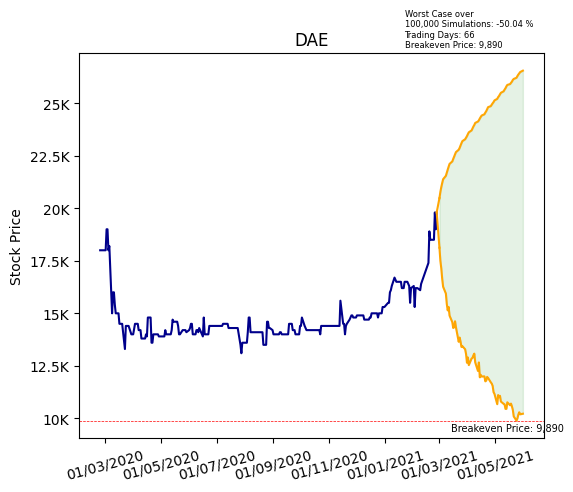 Worst Case over
100,000 Simulations: -50.04 %
Trading Days: 66
Breakeven Price: 9,890
DAE
Stock Price
25K
22.5K
20K
17.5K
15K
12.5K
10K
Breakeven Price: 9,890
01/03/2020 01/05/2020 01/07/2020 01/09/2020 01/11/2020 01/01/2021 01/03/2021 01/05/2021